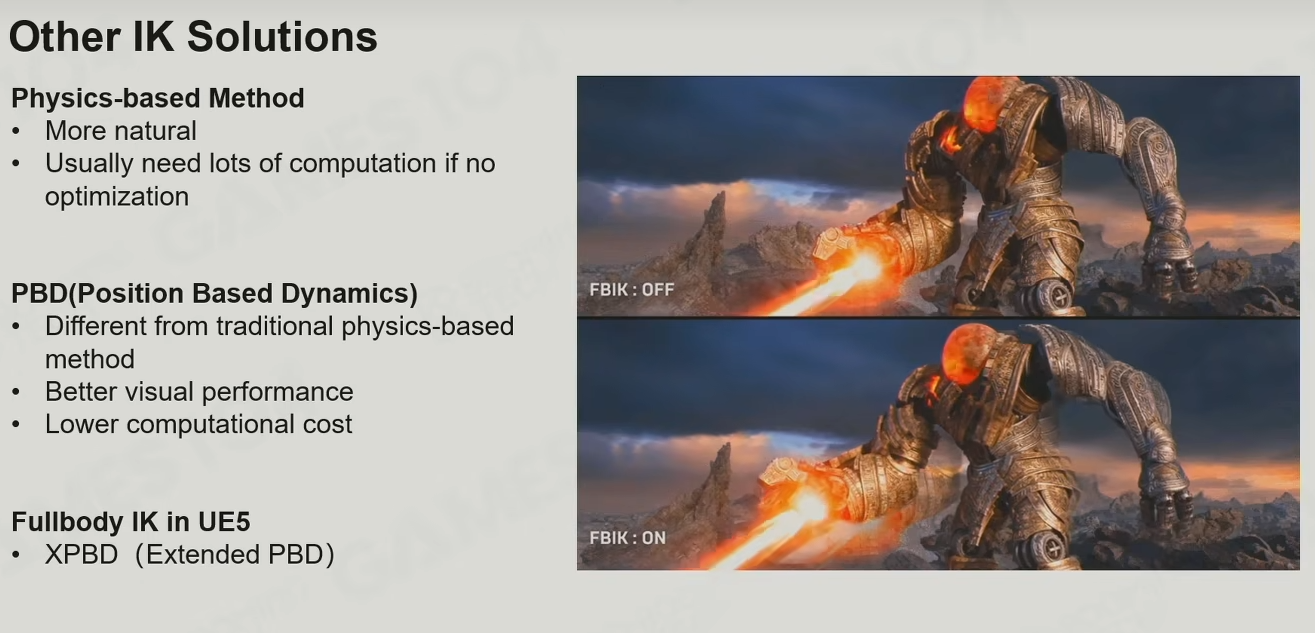 Other IK Solutions
Physics-based Method
• More natural
• Usually need lots of computation if no
optimization
PBD(Position Based Dynamics)
• Different from traditional physics-based
method
• Better visual performance
• Lower computational cost
Fullbody IK in UE5
• XPBD（Extended PBD）
FBIK : OFF
FBIK : ON
GAMES 104